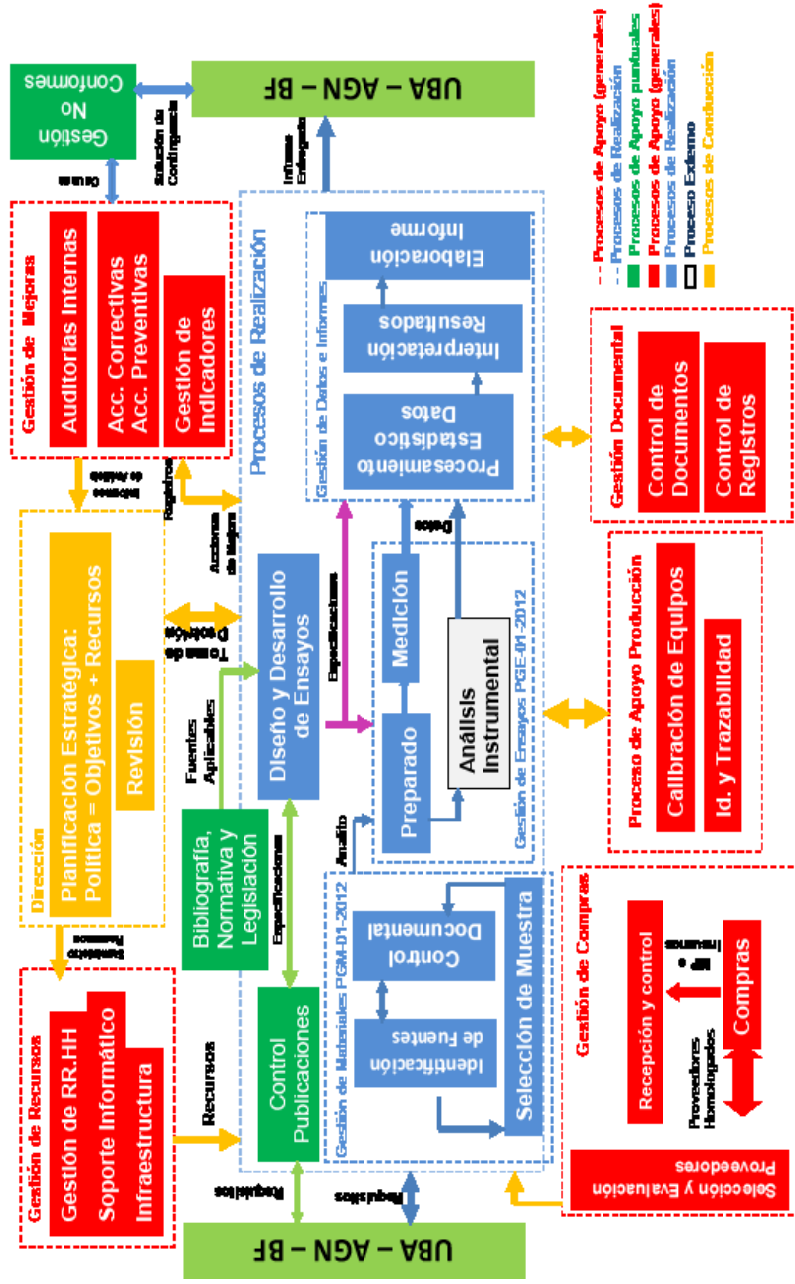 Gestión de Recursos
Gestión de RR.HH
Soporte Informático
Infraestructura
Suministro
Recursos
Recursos
Dirección
Planificación Estratégica:
Política = Objetivos + Recursos
Revisión
Informes
de Análisis
Gestión de Mejoras
Auditorías Internas
Acc. Correctivas
Acc. Preventivas
Gestión de
Indicadores
Causas
Gestión
No
Conformes
Solución de
Contingencia
Registros
Acciones
de Mejora
Toma de
Decisión
Fuentes
Aplicables
Bibliografía,
Normativa y
Legislación
Procesos de Realización
UBA – AGN – BF
Requisitos
Requisitos
Control
Publicaciones
Especificaciones
Diseño y Desarrollo
de Ensayos
Especificaciones
Gestión de Materiales PGM-01-2012
Identificación
de Fuentes
Control
Documental
Selección de Muestra
Analito
Preparado
Medición
Análisis
Instrumental
Gestión de Ensayos PGE-01-2012
Datos
Gestión de Datos e Informes
Procesamiento
Estadístico
Datos
Interpretación
Resultados
Elaboración
Informe
Informe
Entregado
UBA – AGN – BF
Gestión de Compras
Selección y Evaluación
Proveedores
Recepción y control
Proveedores
Homologados
MP e
Insumos
Compras
Proceso de Apoyo Producción
Calibración de Equipos
Id. y Trazabilidad
Gestión Documental
Control de
Documentos
Control de
Registros
Procesos de Apoyo (generales)
Procesos de Realización
Procesos de Apoyo puntuales
Procesos de Apoyo (generales)
Procesos de Realización
Proceso Externo
Procesos de Conducción